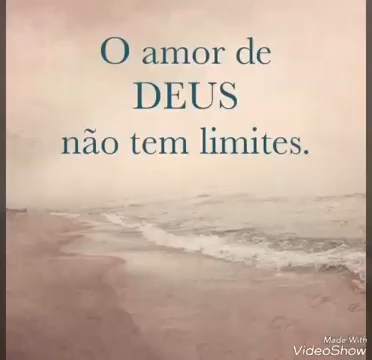 O amor de
DEUS
não tem limites.
Made With
VideoShow